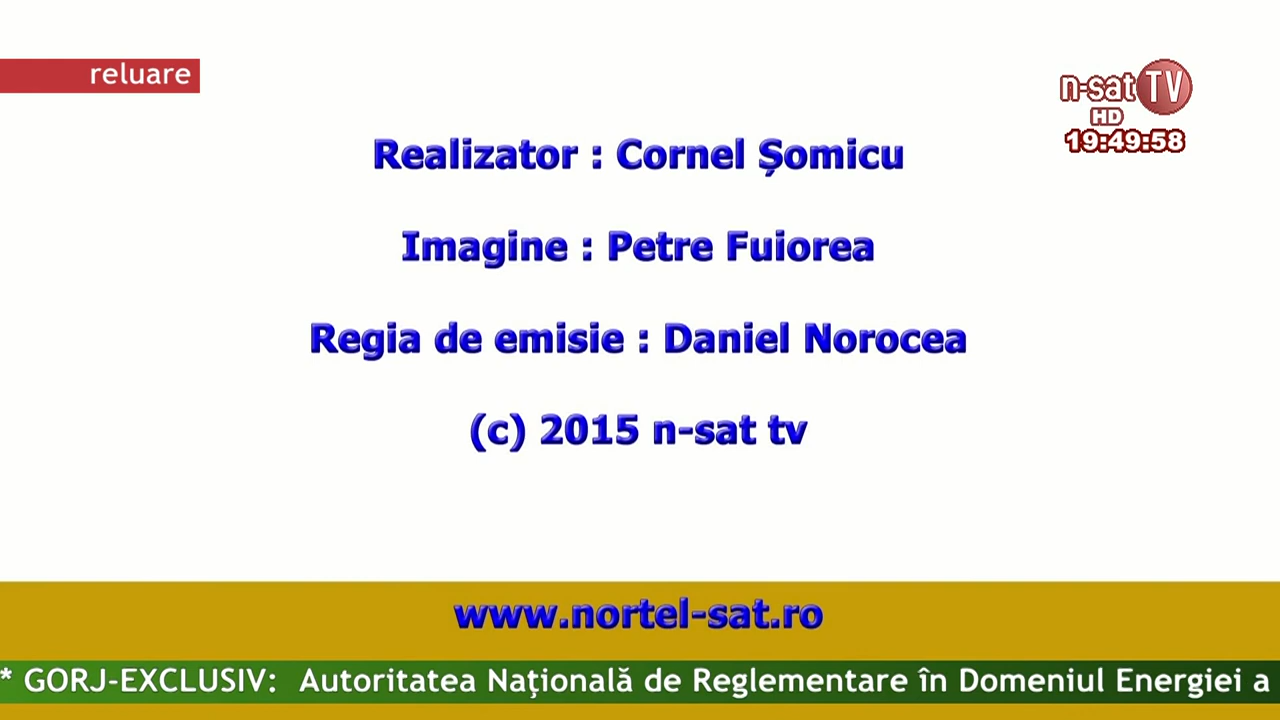 reluare
n-sat TV
HD
19:49:58
Realizator : Cornel Șomicu
Imagine : Petre Fuiorea
Regia de emisie : Daniel Norocea
(c) 2015 n-sat tv
www.nortel-sat.ro
* GORJ-EXCLUSIV: Autoritatea Naţională de Reglementare în Domeniul Energiei a